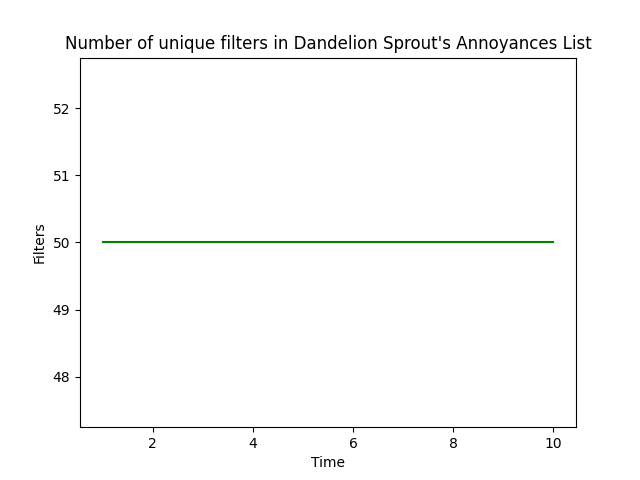 Number of unique filters in Dandelion Sprout's Annoyances List
52
51
50
49
48
Filters
2 4 6 8 10
Time